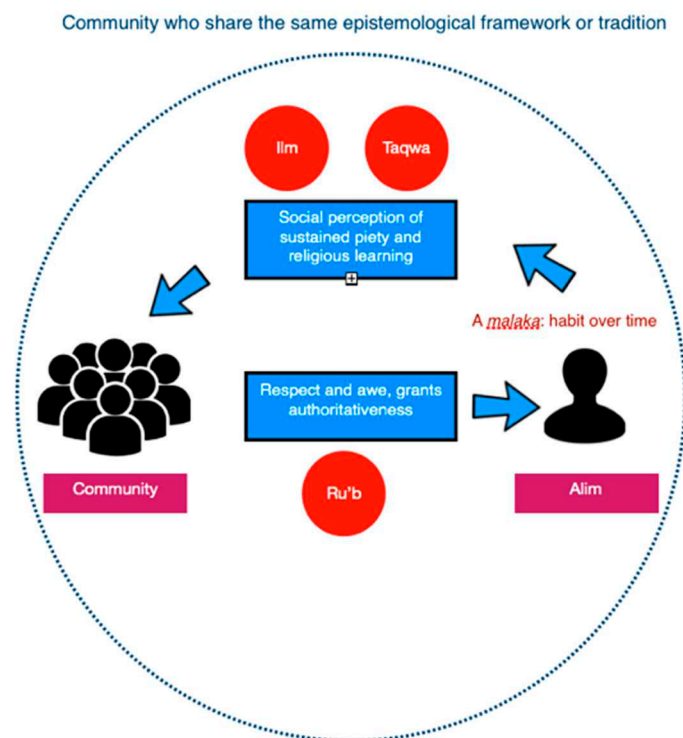 Community who share the same epistemological framework or tradition
Ilm
Taqwa
Social perception of
sustained piety and
religious learning
A malaka: habit over time
Respect and awe, grants
authoritativeness
Community
Alim
Ru'b